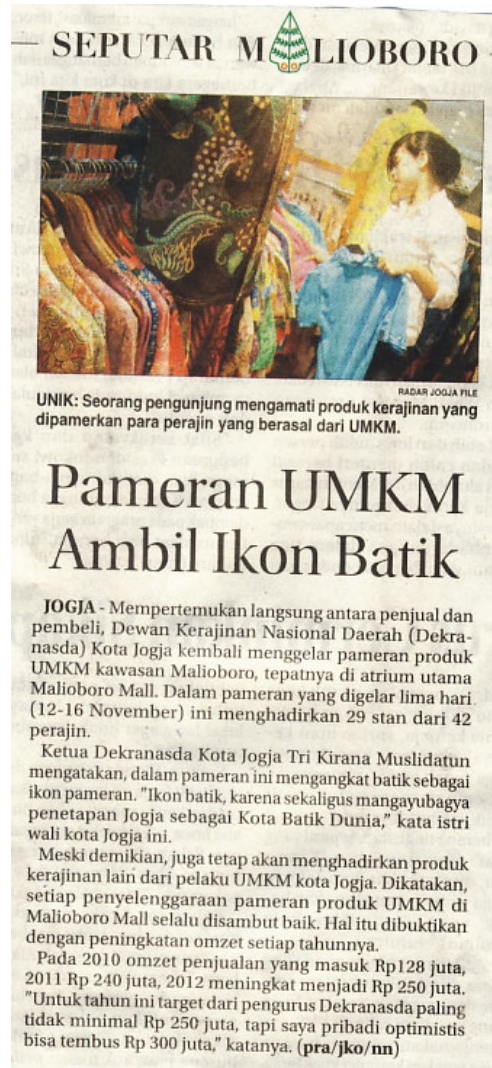 SEPUTAR MALIOBORO
RADAR JOGJA FILE
UNIK: Seorang pengunjung mengamati produk kerajinan yang
dipamerkan para perajin yang berasal dari UMKM.
Pameran UMKM
Ambil Ikon Batik
JOGJA - Mempertemukan langsung antara penjual dan
pembeli, Dewan Kerajinan Nasional Daerah (Dekra-
nasda) Kota Jogja kembali menggelar pameran produk
UMKM kawasan Malioboro, tepatnya di atrium utama
Malioboro Mall. Dalam pameran yang digelar lima hari
(12-16 November) ini menghadirkan 29 stan dari 42
perajin.
Ketua Dekranasda Kota Jogja Tri Kirana Muslidatun
mengatakan, dalam pameran ini mengangkat batik sebagai
ikon pameran. "Ikon batik, karena sekaligus mangayubagya
penetapan Jogja sebagai Kota Batik Dunia," kata istri
wali kota Jogja ini.
Meski demikian, juga tetap akan menghadirkan produk
kerajinan lain dari pelaku UMKM kota Jogja. Dikatakan,
setiap penyelenggaraan pameran produk UMKM di
Malioboro Mall selalu disambut baik. Hal itu dibuktikan
dengan peningkatan omzet setiap tahunnya.
Pada 2010 omzet penjualan yang masuk Rp128 juta,
2011 Rp 240 juta, 2012 meningkat menjadi Rp 250 juta.
"Untuk tahun ini target dari pengurus Dekranasda paling
tidak minimal Rp 250 juta, tapi saya pribadi optimistis
bisa tembus Rp 300 juta," katanya. (pra/jko/nn)